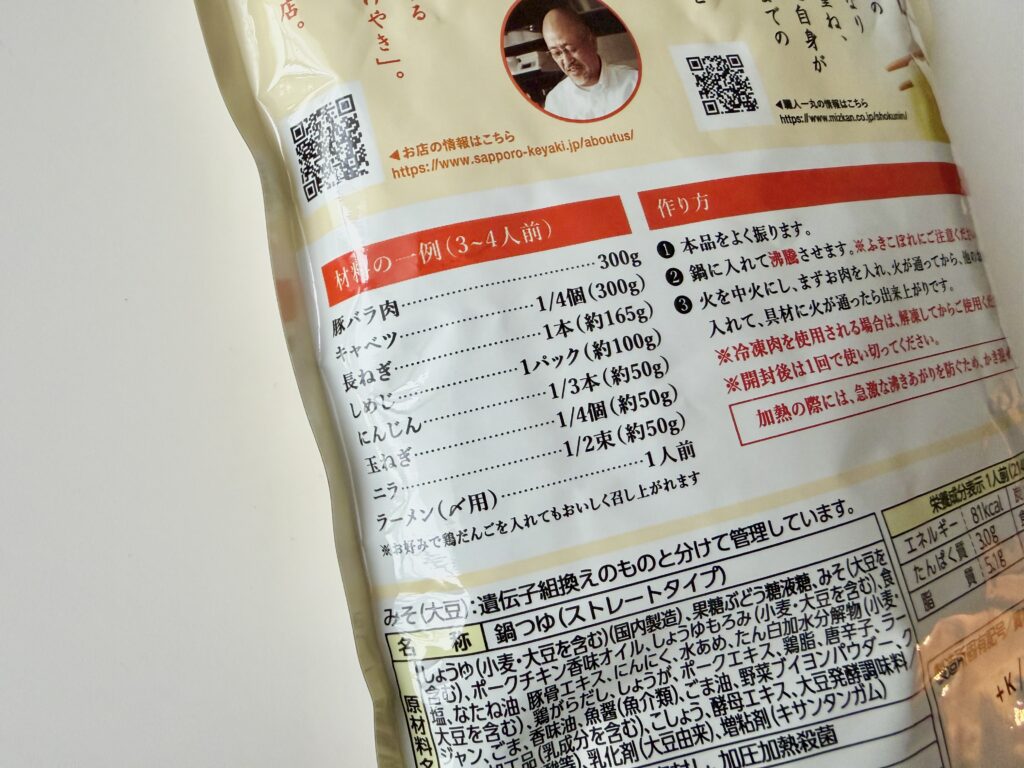 店。
る
けやき」。
◀お店の情報はこちら
https://www.sapporo-keyaki.jp/aboutus/
の
り
重ね、
自身が
での
と
◀職人一丸の情報はこちら
https://www.mizkan.co.jp/shokunin/
材料の一例(3~4人前)
豚バラ肉……300g
キャベツ……1/4個(300g)
長ねぎ……1本(約165g)
しめじ……1パック(約100g)
にんじん……1/3本(約50g)
玉ねぎ……1/4個(約50g)
ニラ……1/2束(約50g)
ラーメン(〆用)……1人前
※お好みで鶏だんごを入れてもおいしく召し上がれます
作り方
❶ 本品をよく振ります。
❷ 鍋に入れて沸騰させます。※ふきこぼれにご注意くださ
❸ 火を中火にし、まずお肉を入れ、火が通ってから、他の
入れて、具材に火が通ったら出来上がりです。
※冷凍肉を使用される場合は、解凍してからご使用くだ
※開封後は1回で使い切ってください。
加熱の際には、急激な沸きあがりを防ぐため、かき混
みそ(大豆):遺伝子組換えのものと分けて管理しています。
名称 鍋つゆ(ストレートタイプ)
原材料名
しょうゆ(小麦・大豆を含む)(国内製造)、果糖ぶどう糖液糖、みそ(大豆を
含む)、ポークチキン香味オイル、しょうゆもろみ(小麦・大豆を含む)、食
塩、なたね油、豚骨エキス、にんにく、水あめ、たん白加水分解物(小麦・
大豆を含む)、鶏がらだし、しょうが、ポークエキス、鶏脂、唐辛子、ラー
ジャン、ごま、香味油、魚醤(魚介類)、ごま油、野菜ブイヨンパウダー、ク
加工品(乳成分を含む)、こしょう、酵母エキス、大豆発酵調味料/
酸等)、乳化剤(大豆由来)、増粘剤(キサンタンガム)
加圧加熱殺菌
栄養成分表示 1人前(21
エネルギー 81kcal
たんぱく質 3.0g
脂質 5.1g
製造所固有記号/
+K/